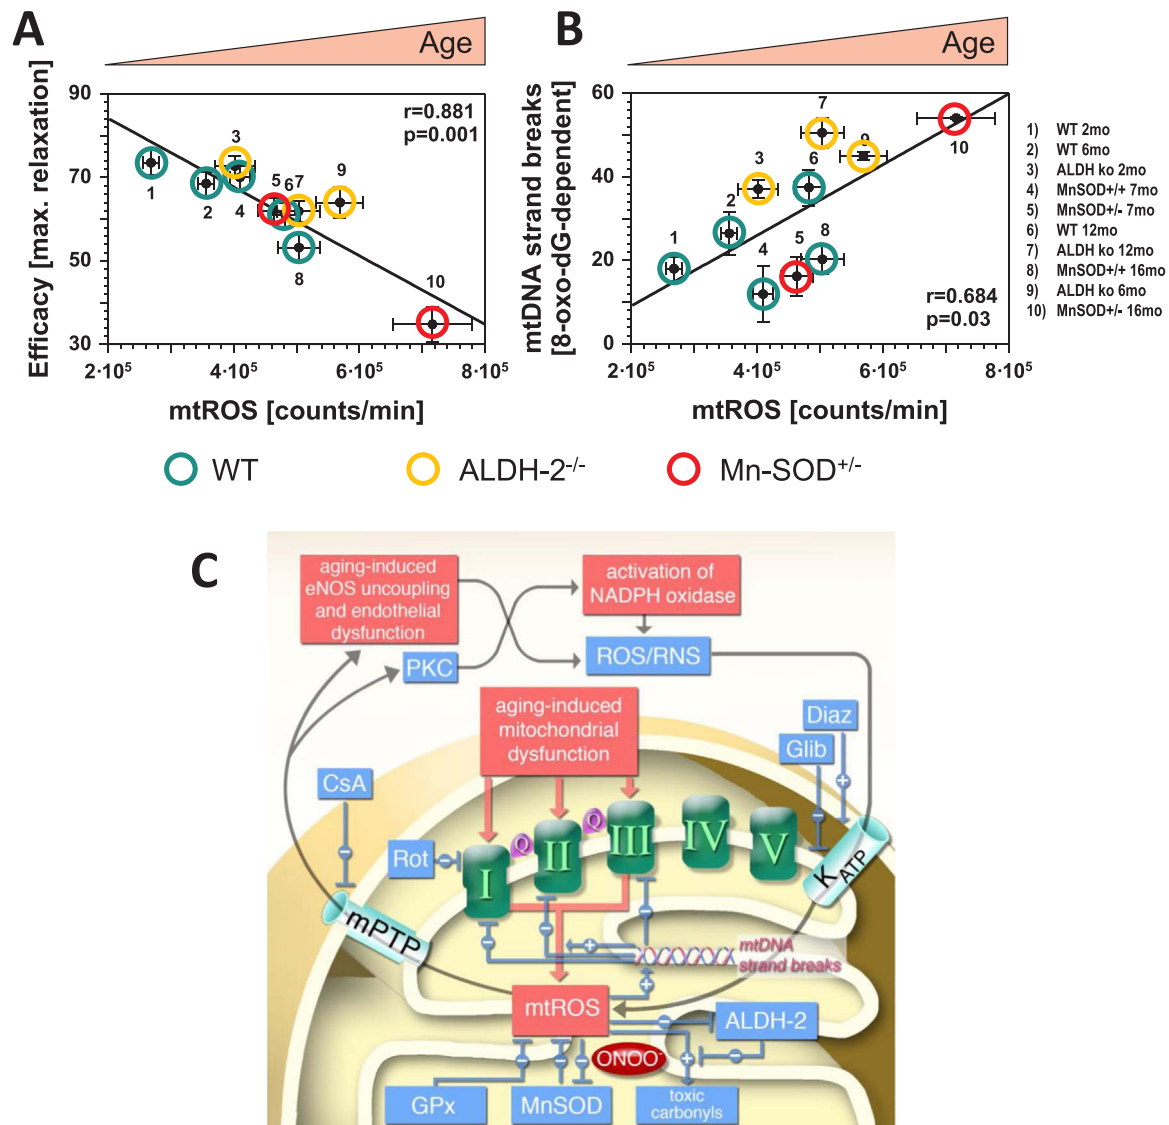 A
Age
Efficacy [max. relaxation]
90
70
50
30
r=0.881
p=0.001
1
2
3
4
5
6
7
8
9
10
2·10⁵
4·10⁵
6·10⁵
8·10⁵
mtROS [counts/min]
B
Age
mtDNA strand breaks
[8-oxo-dG-dependent]
60
40
20
0
1
2
3
4
5
6
7
8
9
10
r=0.684
p=0.03
2·10⁵
4·10⁵
6·10⁵
8·10⁵
mtROS [counts/min]
1) WT 2mo
2) WT 6mo
3) ALDH ko 2mo
4) MnSOD+/+ 7mo
5) MnSOD+/- 7mo
6) WT 12mo
7) ALDH ko 12mo
8) MnSOD+/+ 16mo
9) ALDH ko 6mo
10) MnSOD+/- 16mo
WT
ALDH-2⁻/⁻
Mn-SOD⁺/⁻
C
aging-induced
eNOS uncoupling
and endothelial
dysfunction
activation of
NADPH oxidase
PKC
ROS/RNS
aging-induced
mitochondrial
dysfunction
Diaz
Glib
CsA
Rot
Q
Q
I
II
III
IV
V
K ATP
mPTP
mtDNA
strand breaks
mtROS
ALDH-2
ONOO⁻
GPx
MnSOD
toxic
carbonyls